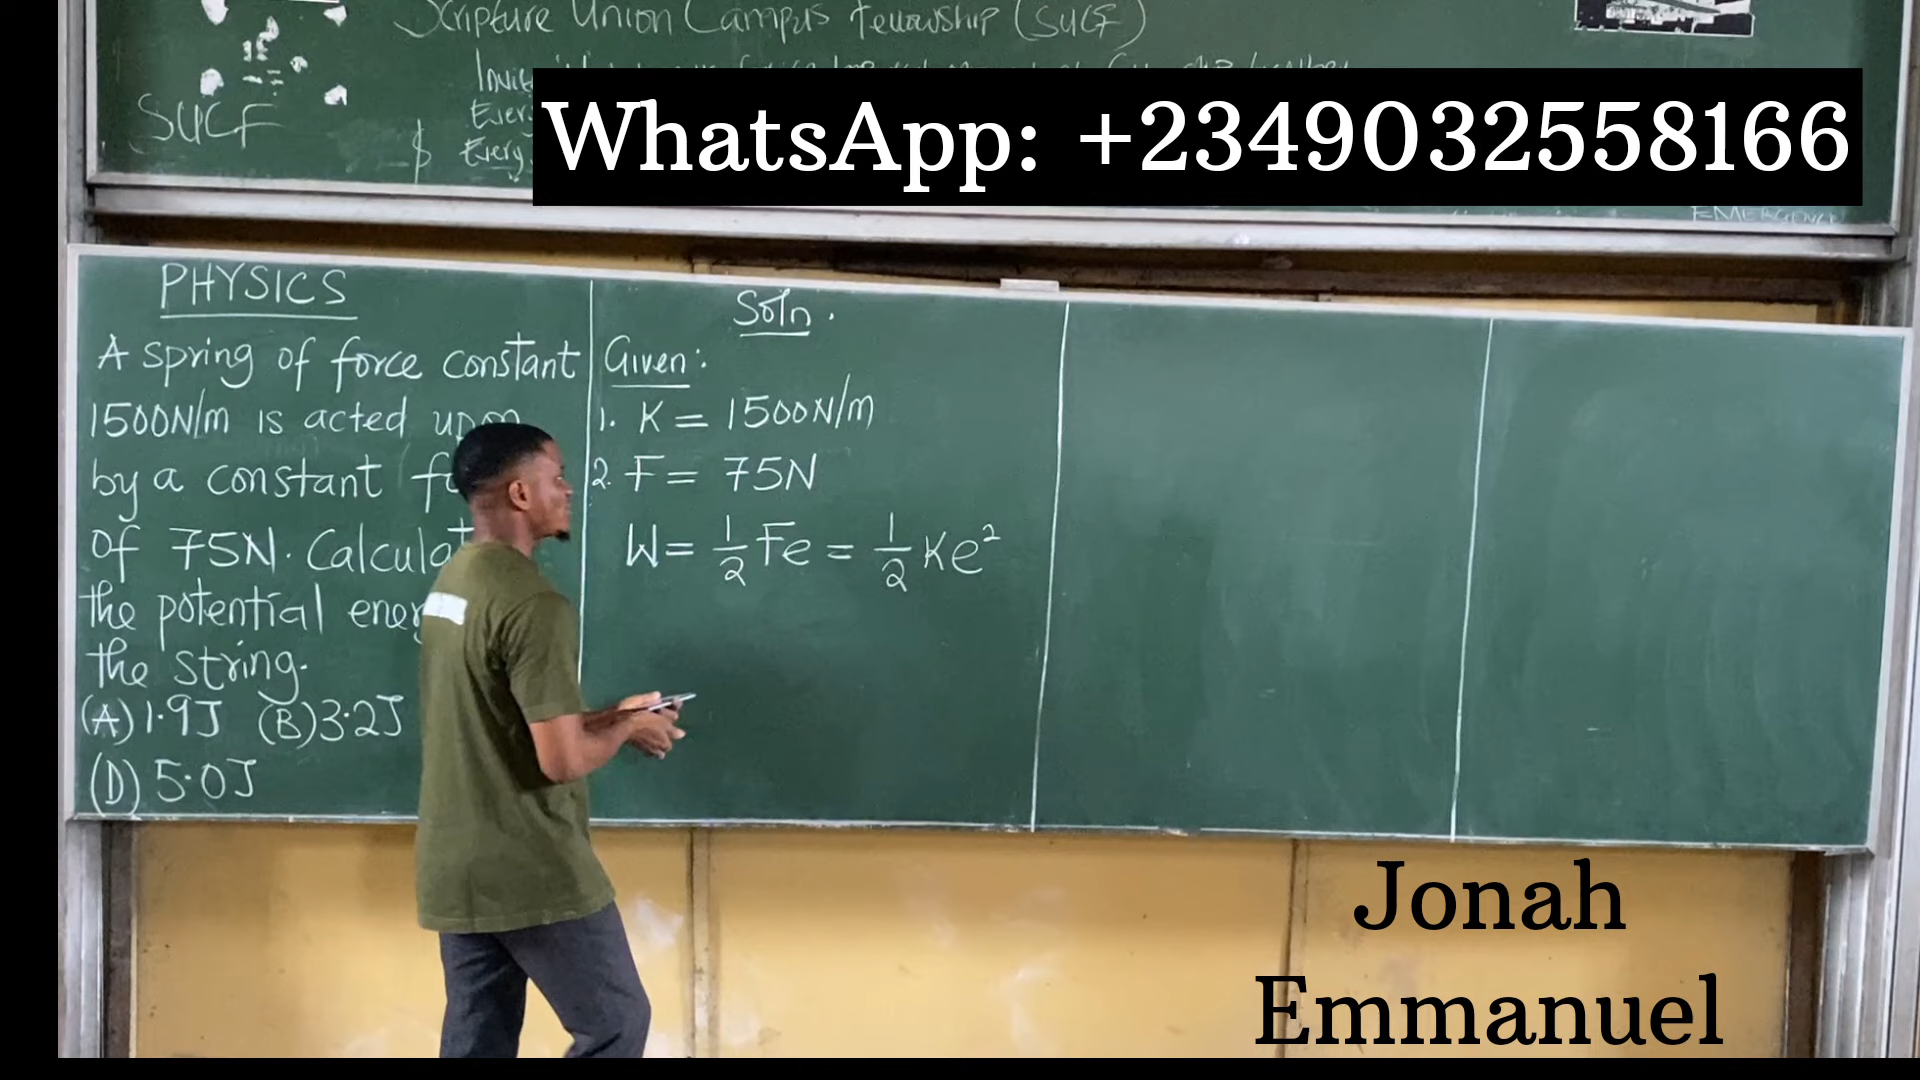 Scripture Union Campus Fellowship (SUCF)
SUCF
$
WhatsApp: +2349032558166
EMERGENCE
PHYSICS
A spring of force constant
1500N/m is acted upon
by a constant
of 75N. Calculat
the potential ener
the string.
(A) 1.9J (B) 3.2J
(D) 5.0J
Soln.
Given:
1. K = 1500N/m
2. F = 75N
W = 1/2 Fe = 1/2 Ke²
Jonah
Emmanuel